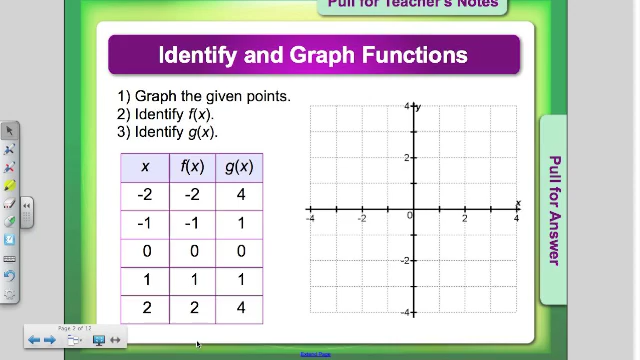 Pull for Teacher's Notes
Identify and Graph Functions
1) Graph the given points.
2) Identify f(x).
3) Identify g(x).
x f(x) g(x)
-2 -2 4
-1 -1 1
0 0 0
1 1 1
2 2 4
4 y
2
x
-4 -2 0 2 4
-2
-4
Pull for Answer
Page 2 of 12
Extend Page